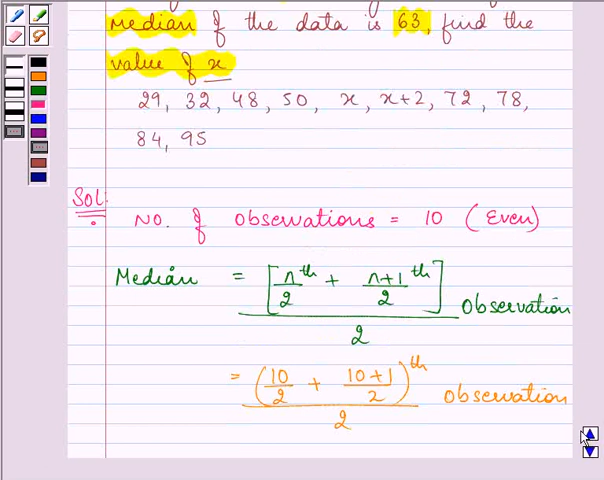 median of the data is 63, find the
value of x
29, 32, 48, 50, x, x+2, 72, 78,
84, 95
Sol:
No. of observations = 10 (Even)
Median = [n/2 th + n+1/2 th] / 2 observation
= (10/2 + 10+1/2)th / 2 observation